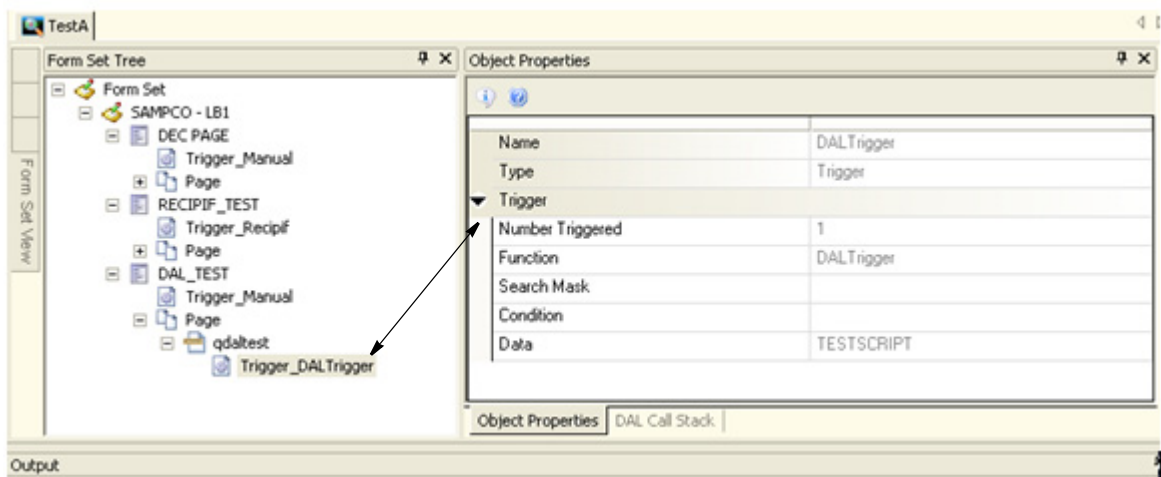 TestA
Form Set Tree
Form Set
SAMPCO - LB1
DEC PAGE
Trigger_Manual
Page
RECIPIF_TEST
Trigger_Recipif
Page
DAL_TEST
Trigger_Manual
Page
qdaltest
Trigger_DALTrigger
Form Set View
Object Properties
Name DALTrigger
Type Trigger
Trigger
Number Triggered 1
Function DALTrigger
Search Mask
Condition
Data TESTSCRIPT
Object Properties DAL Call Stack
Output